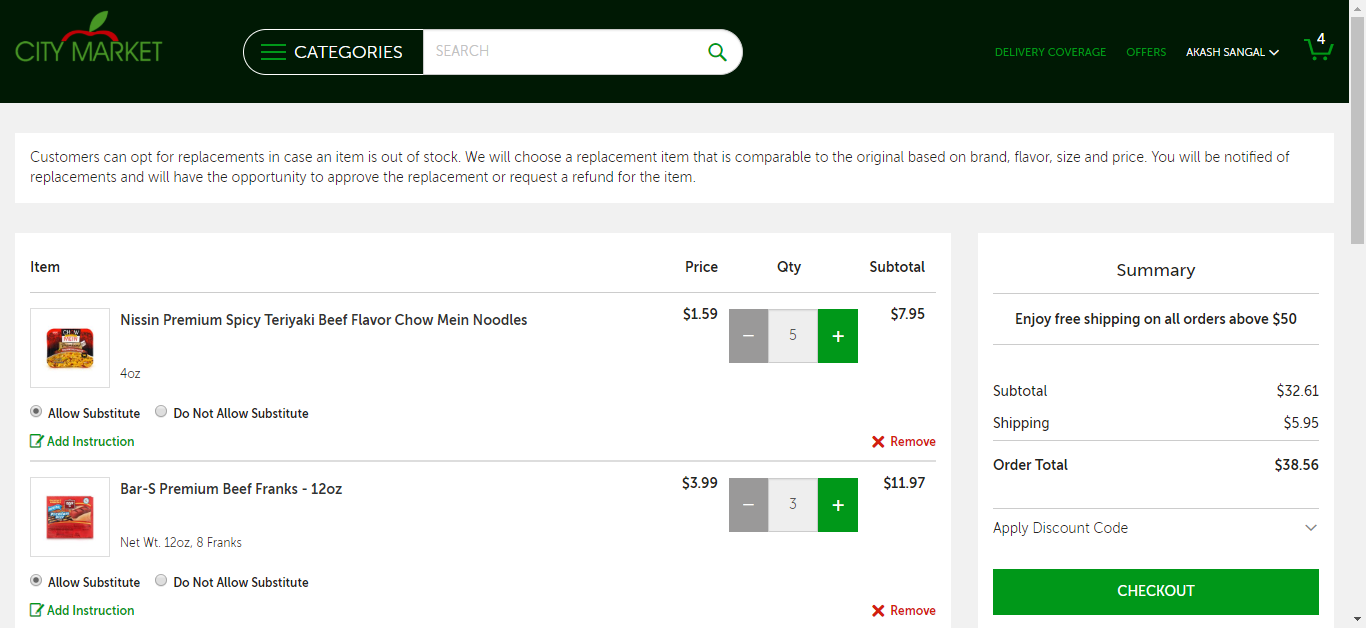 CITY MARKET
CATEGORIES
SEARCH
DELIVERY COVERAGE
OFFERS
AKASH SANGAL
4
Customers can opt for replacements in case an item is out of stock. We will choose a replacement item that is comparable to the original based on brand, flavor, size and price. You will be notified of
replacements and will have the opportunity to approve the replacement or request a refund for the item.
Item Price Qty Subtotal
Nissin Premium Spicy Teriyaki Beef Flavor Chow Mein Noodles $1.59 − 5 + $7.95
4oz
Allow Substitute Do Not Allow Substitute
Add Instruction Remove
Bar-S Premium Beef Franks - 12oz $3.99 − 3 + $11.97
Net Wt. 12oz, 8 Franks
Allow Substitute Do Not Allow Substitute
Add Instruction Remove
Summary
Enjoy free shipping on all orders above $50
Subtotal $32.61
Shipping $5.95
Order Total $38.56
Apply Discount Code
CHECKOUT